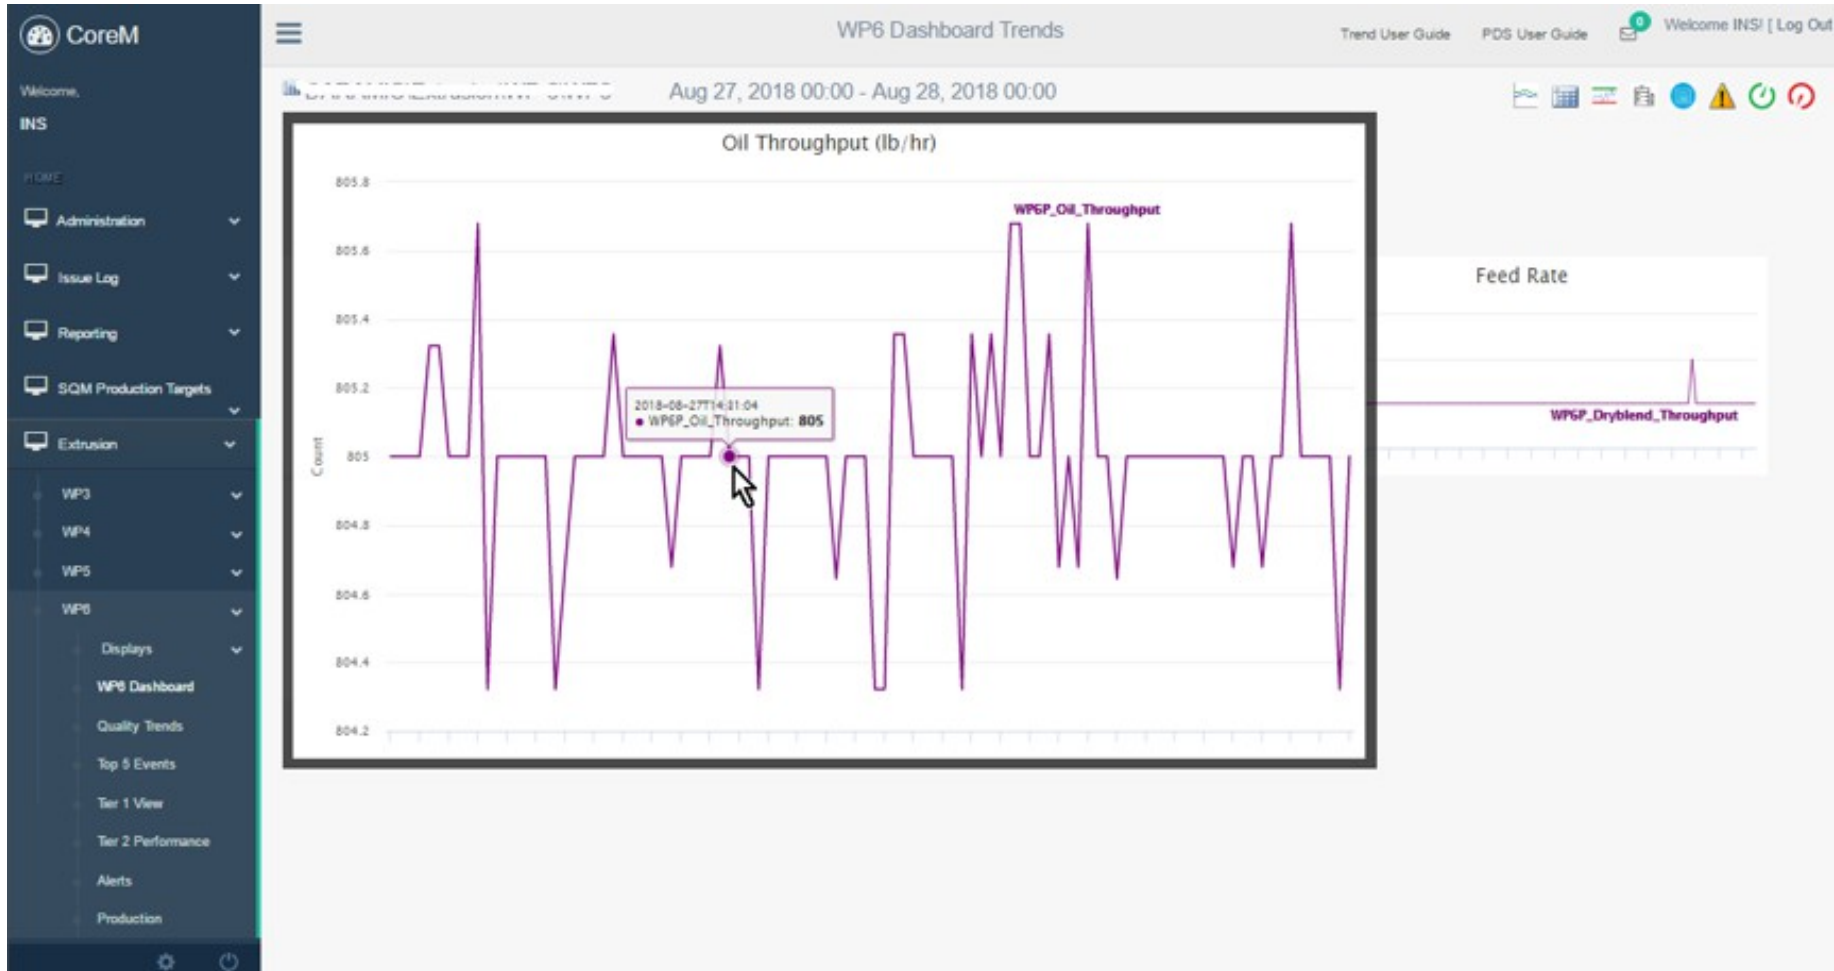 CoreM
WP6 Dashboard Trends
Trend User Guide
PDS User Guide
0
Welcome INS! [ Log Out
Welcome,
INS
HOME
Administration
Issue Log
Reporting
SQM Production Targets
Extrusion
WP3
WP4
WP5
WP6
Displays
WP6 Dashboard
Quality Trends
Top 5 Events
Tier 1 View
Tier 2 Performance
Alerts
Production
Aug 27, 2018 00:00 - Aug 28, 2018 00:00
Oil Throughput (lb/hr)
805.8
805.6
805.4
805.2
805
804.8
804.6
804.4
804.2
Count
WP6P_Oil_Throughput
2018-08-27T14:31:04
WP6P_Oil_Throughput: 805
Feed Rate
WP6P_Dryblend_Throughput